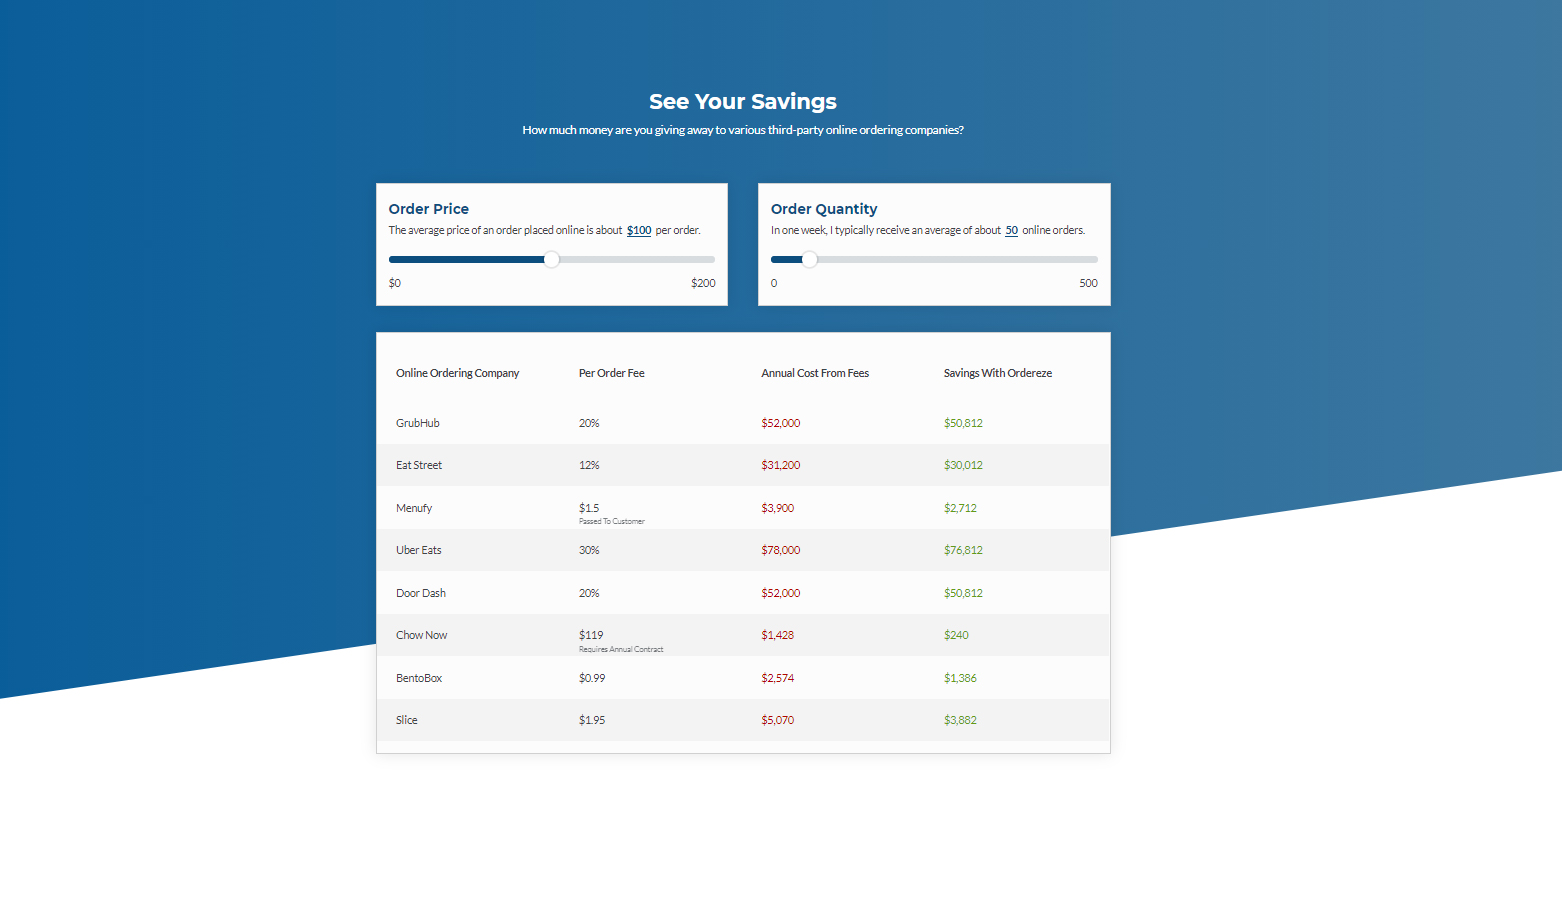 See Your Savings
How much money are you giving away to various third-party online ordering companies?
Order Price
The average price of an order placed online is about $100 per order.
$0 $200
Order Quantity
In one week, I typically receive an average of about 50 online orders.
0 500
Online Ordering Company Per Order Fee Annual Cost From Fees Savings With Ordereze
GrubHub 20% $52,000 $50,812
Eat Street 12% $31,200 $30,012
Menufy $1.5 $3,900 $2,712
Passed To Customer
Uber Eats 30% $78,000 $76,812
Door Dash 20% $52,000 $50,812
Chow Now $119 $1,428 $240
Requires Annual Contract
BentoBox $0.99 $2,574 $1,386
Slice $1.95 $5,070 $3,882